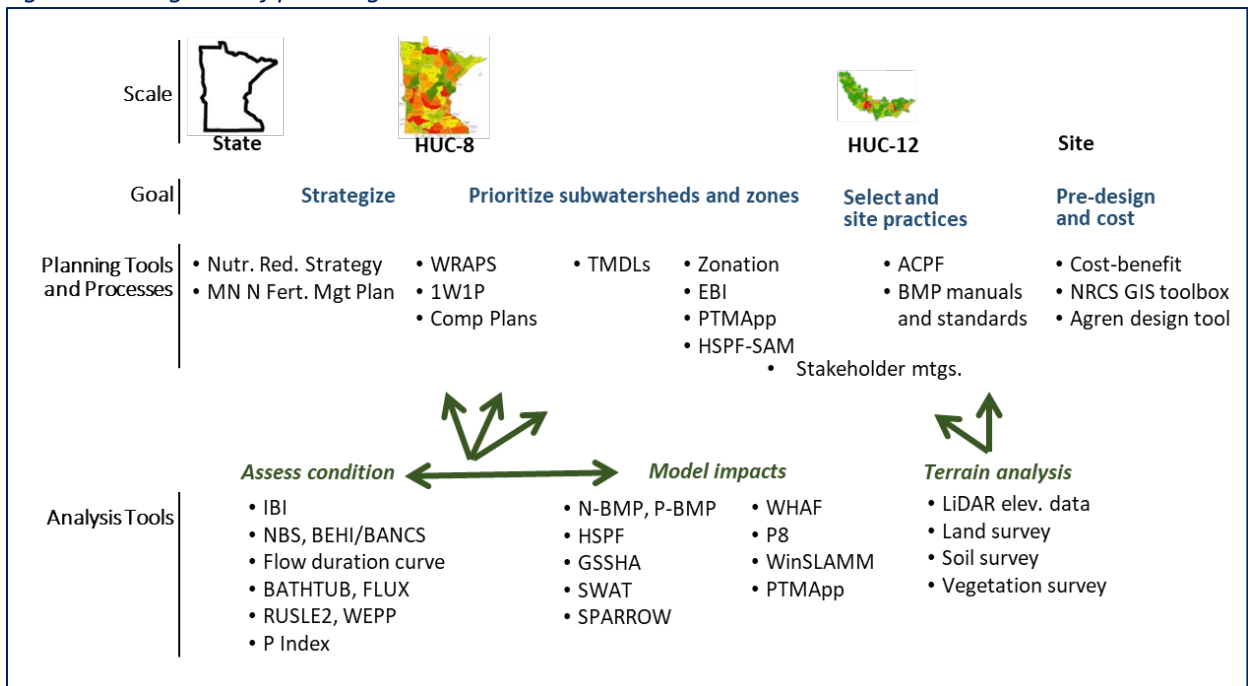 Scale
State
HUC-8
HUC-12
Site
Goal
Strategize
Prioritize subwatersheds and zones
Select and
site practices
Pre-design
and cost
Planning Tools
and Processes
• Nutr. Red. Strategy
• MN N Fert. Mgt Plan
• WRAPS
• 1W1P
• Comp Plans
• TMDLs
• Zonation
• EBI
• PTMApp
• HSPF-SAM
• Stakeholder mtgs.
• ACPF
• BMP manuals
and standards
• Cost-benefit
• NRCS GIS toolbox
• Agren design tool
Analysis Tools
Assess condition
• IBI
• NBS, BEHI/BANCS
• Flow duration curve
• BATHTUB, FLUX
• RUSLE2, WEPP
• P Index
Model impacts
• N-BMP, P-BMP
• HSPF
• GSSHA
• SWAT
• SPARROW
• WHAF
• P8
• WinSLAMM
• PTMApp
Terrain analysis
• LiDAR elev. data
• Land survey
• Soil survey
• Vegetation survey